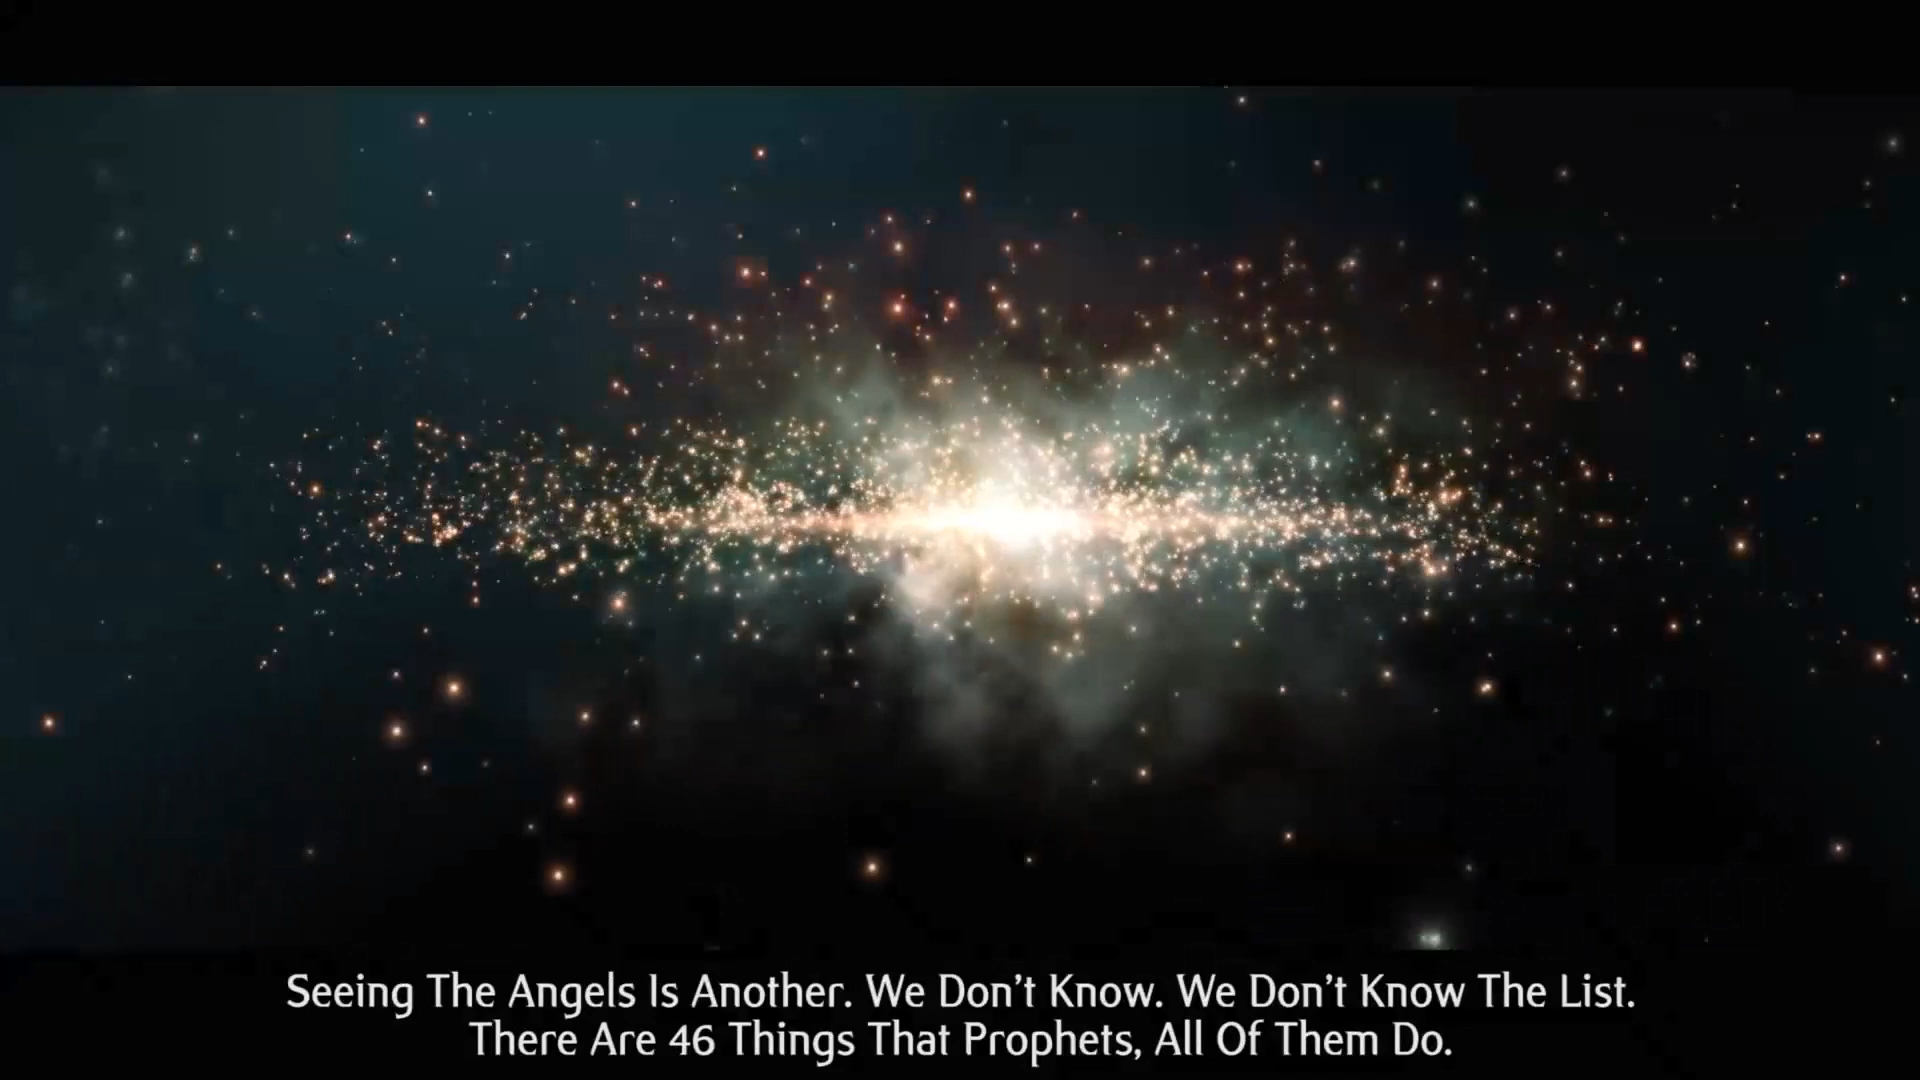 Seeing The Angels Is Another. We Don't Know. We Don't Know The List.
There Are 46 Things That Prophets, All Of Them Do.